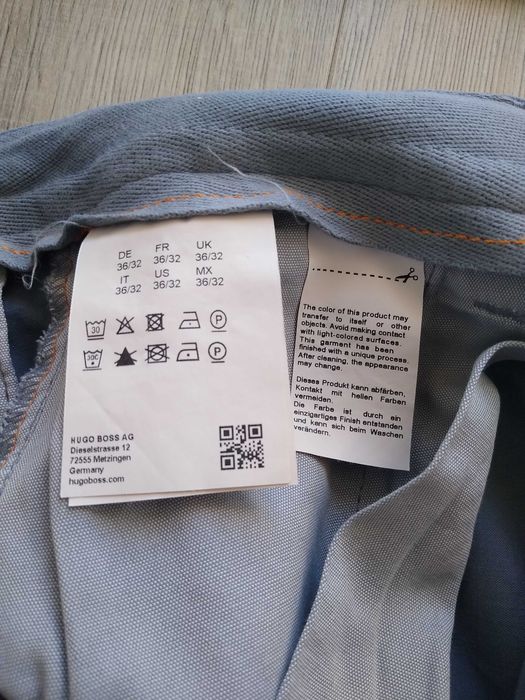 DE FR UK
36/32 36/32 36/32
IT US MX
36/32 36/32 36/32
30 P
30C P
HUGO BOSS AG
Dieselstrasse 12
72555 Metzingen
Germany
hugoboss.com
The color of this product may
transfer to itself or other
objects. Avoid making contact
with light-colored surfaces.
This garment has been
finished with a unique process.
After cleaning, the appearance
may change.
Dieses Produkt kann abfärben,
Kontakt mit hellen Farben
vermeiden.
Die Farbe ist durch ein
einzigartiges Finish entstanden
und kann sich beim Waschen
verändern.